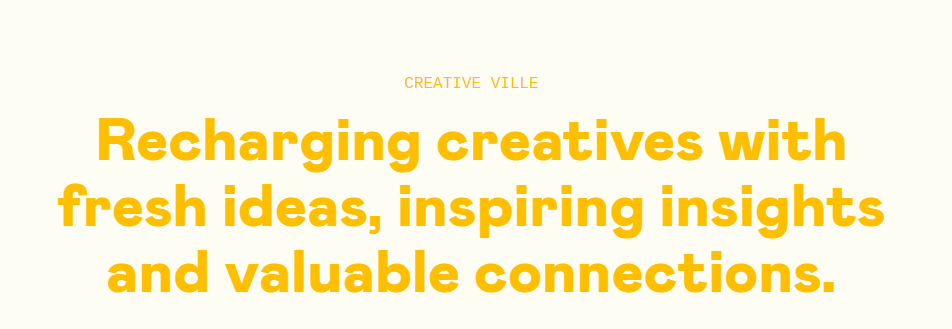 CREATIVE VILLE
Recharging creatives with
fresh ideas, inspiring insights
and valuable connections.